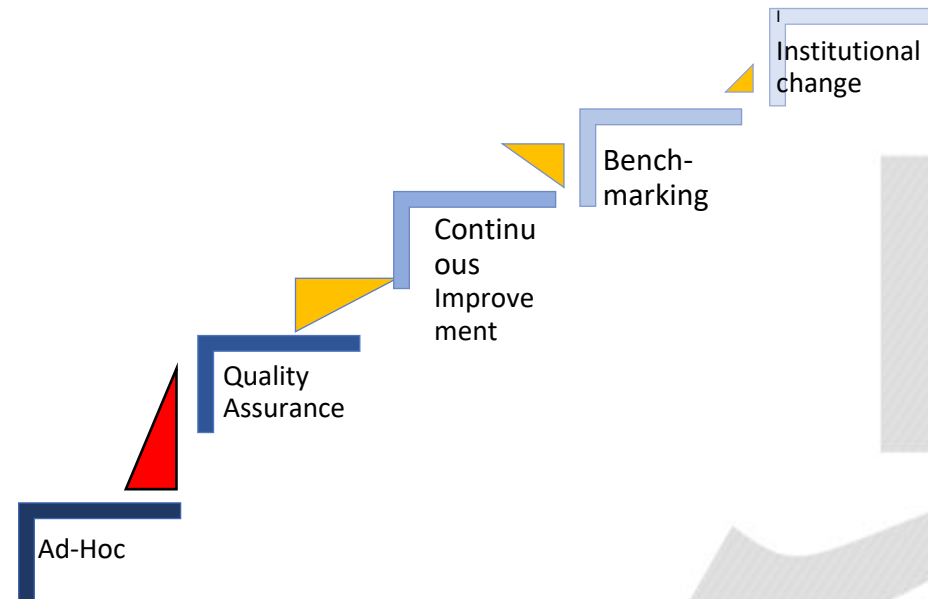 I
Institutional
change
Bench-
marking
Continu
ous
Improve
ment
Quality
Assurance
Ad-Hoc